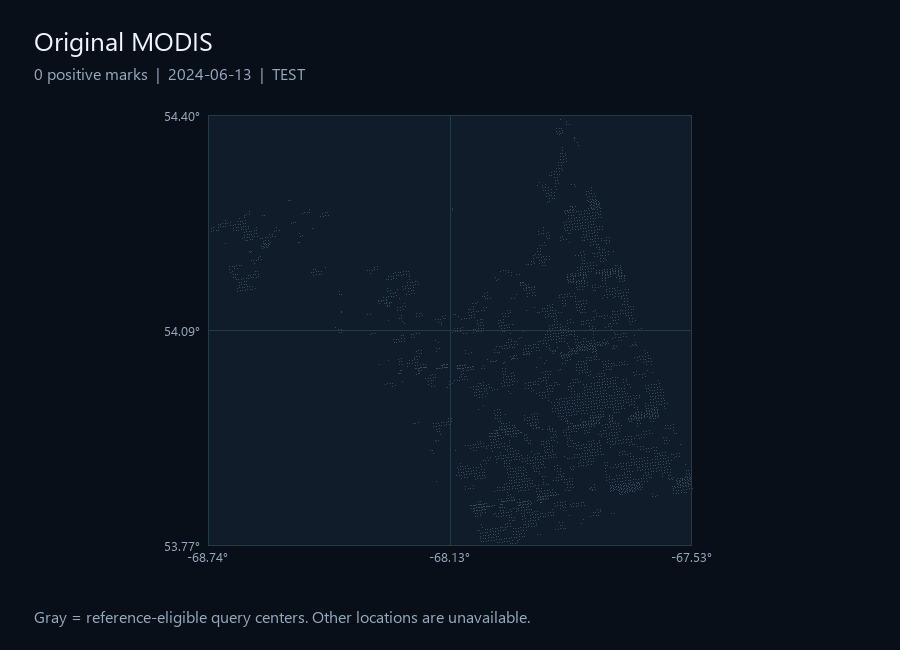 Original MODIS
0 positive marks | 2024-06-13 | TEST
54.40°
54.09°
53.77°
-68.74° -68.13° -67.53°
Gray = reference-eligible query centers. Other locations are unavailable.